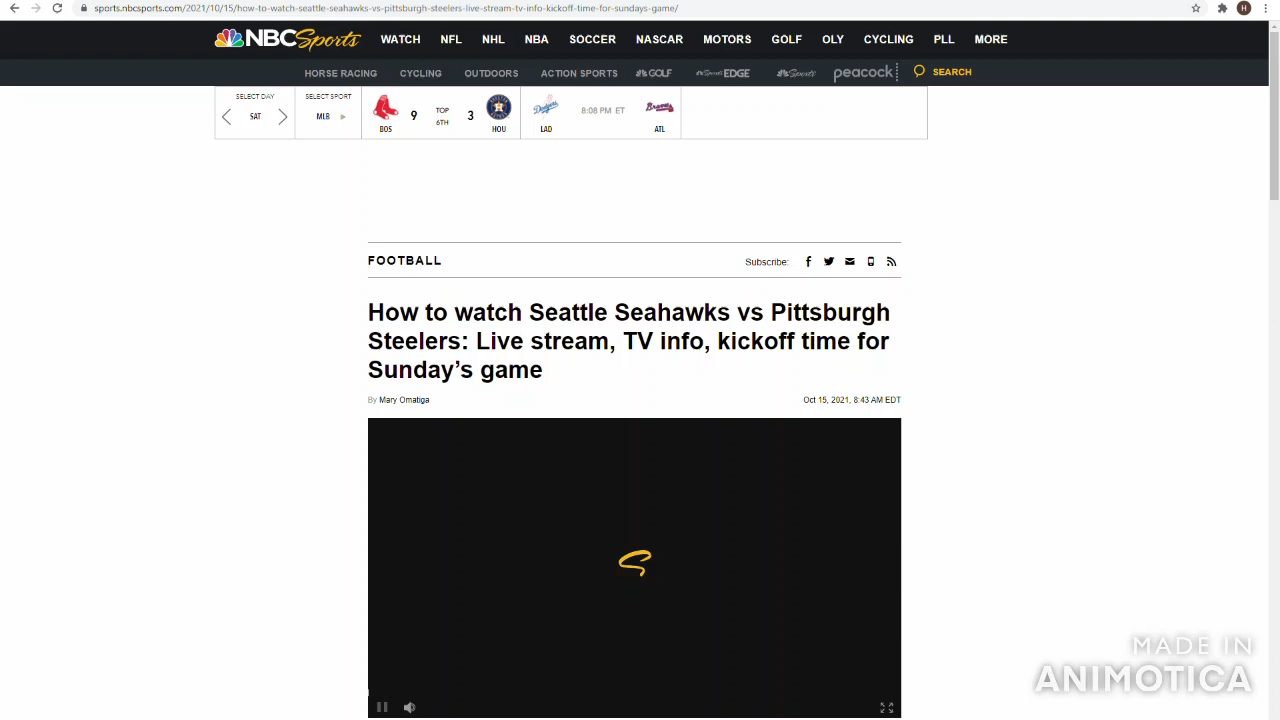 sports.nbcsports.com/2021/10/15/how-to-watch-seattle-seahawks-vs-pittsburgh-steelers-live-stream-tv-info-kickoff-time-for-sundays-game/
H
NBC Sports WATCH NFL NHL NBA SOCCER NASCAR MOTORS GOLF OLY CYCLING PLL MORE
HORSE RACING CYCLING OUTDOORS ACTION SPORTS GOLF Sports EDGE Sports peacock SEARCH
SELECT DAY SELECT SPORT
SAT MLB 9 TOP 3 8:08 PM ET
6TH
BOS HOU LAD ATL
Dodgers Braves
FOOTBALL Subscribe:
How to watch Seattle Seahawks vs Pittsburgh
Steelers: Live stream, TV info, kickoff time for
Sunday's game
By Mary Omatiga Oct 15, 2021, 8:43 AM EDT
MADE IN
ANIMOTICA